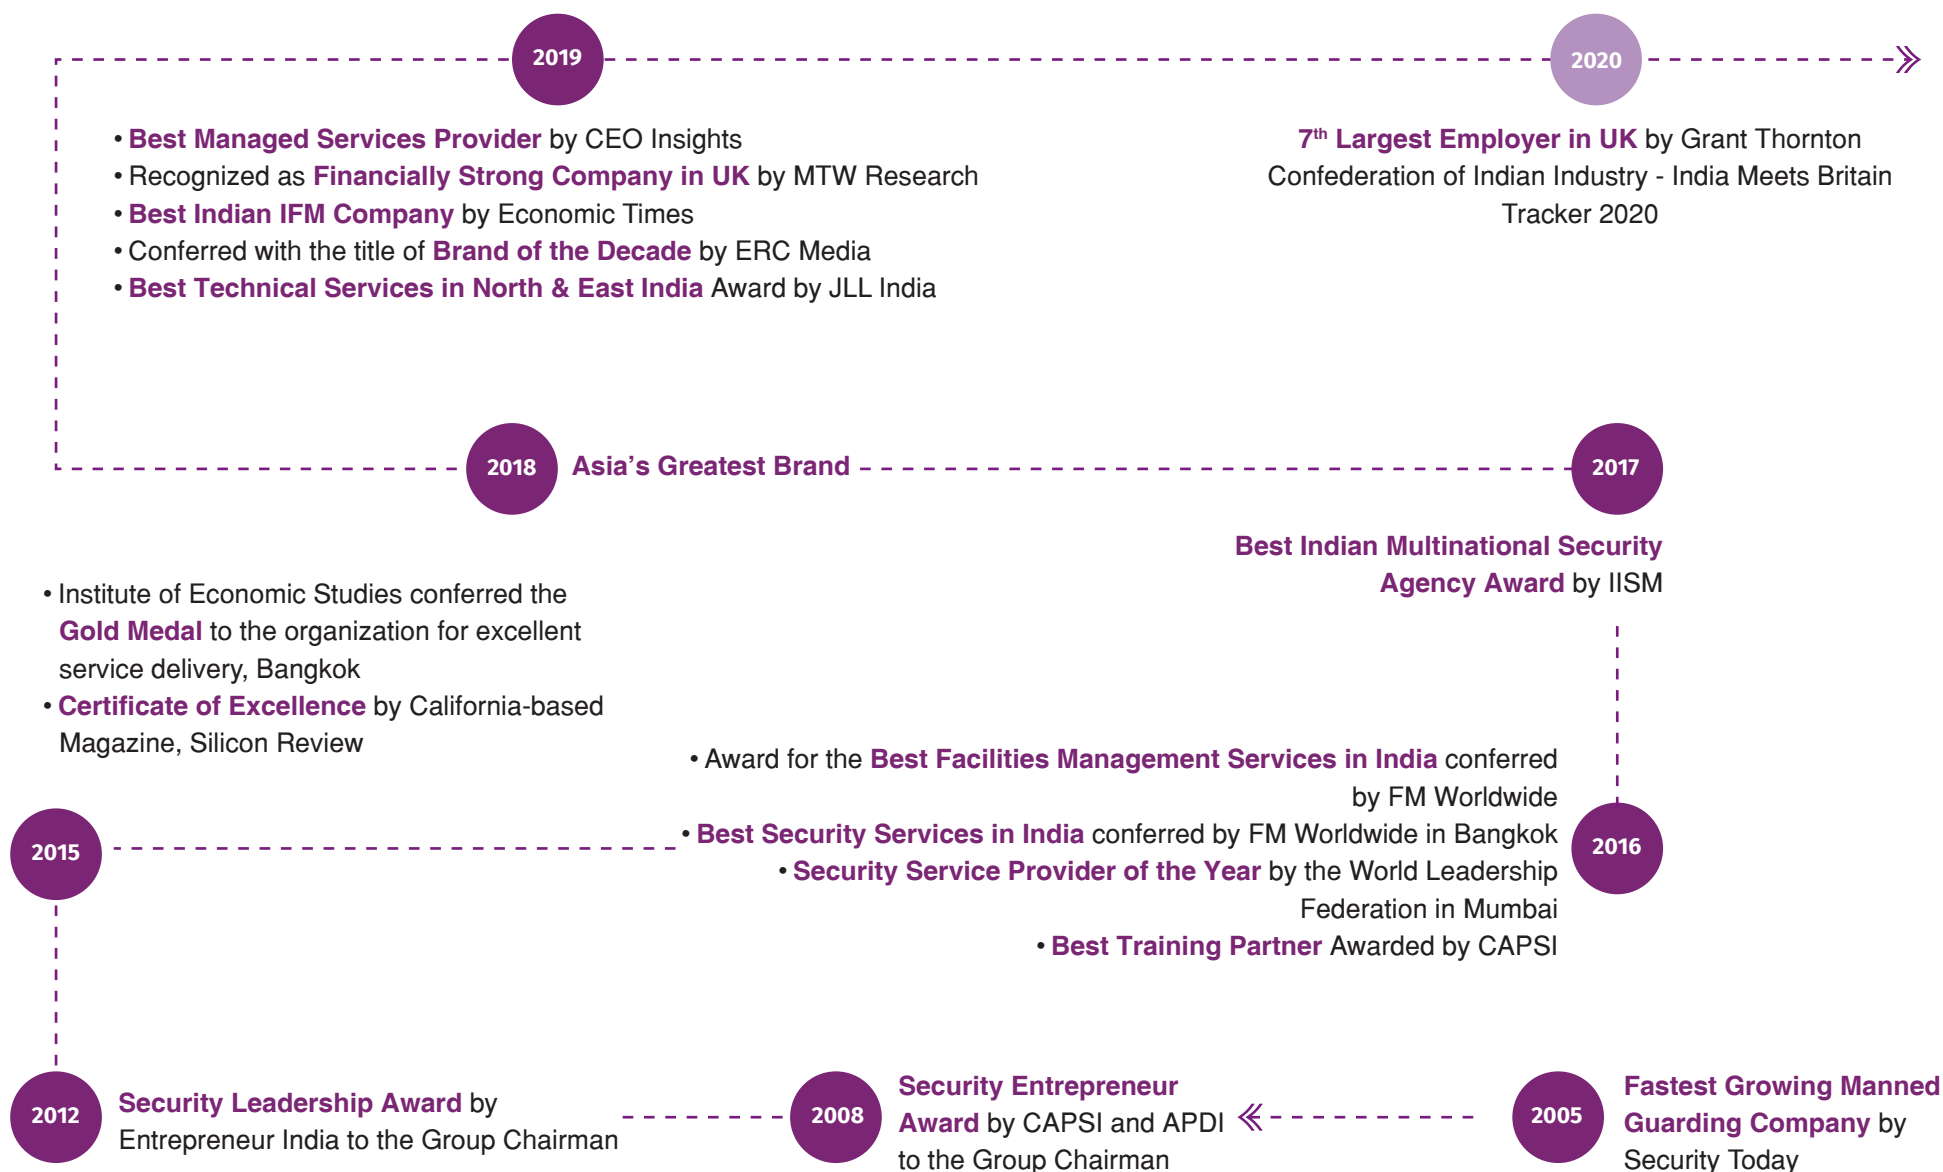 2019
• Best Managed Services Provider by CEO Insights
• Recognized as Financially Strong Company in UK by MTW Research
• Best Indian IFM Company by Economic Times
• Conferred with the title of Brand of the Decade by ERC Media
• Best Technical Services in North & East India Award by JLL India
2020
7th Largest Employer in UK by Grant Thornton
Confederation of Indian Industry - India Meets Britain
Tracker 2020
2018
Asia’s Greatest Brand
2017
Best Indian Multinational Security
Agency Award by IISM
• Institute of Economic Studies conferred the
Gold Medal to the organization for excellent
service delivery, Bangkok
• Certificate of Excellence by California-based
Magazine, Silicon Review
2015
• Award for the Best Facilities Management Services in India conferred
by FM Worldwide
• Best Security Services in India conferred by FM Worldwide in Bangkok
• Security Service Provider of the Year by the World Leadership
Federation in Mumbai
• Best Training Partner Awarded by CAPSI
2016
2012
Security Leadership Award by
Entrepreneur India to the Group Chairman
2008
Security Entrepreneur
Award by CAPSI and APDI
to the Group Chairman
2005
Fastest Growing Manned
Guarding Company by
Security Today